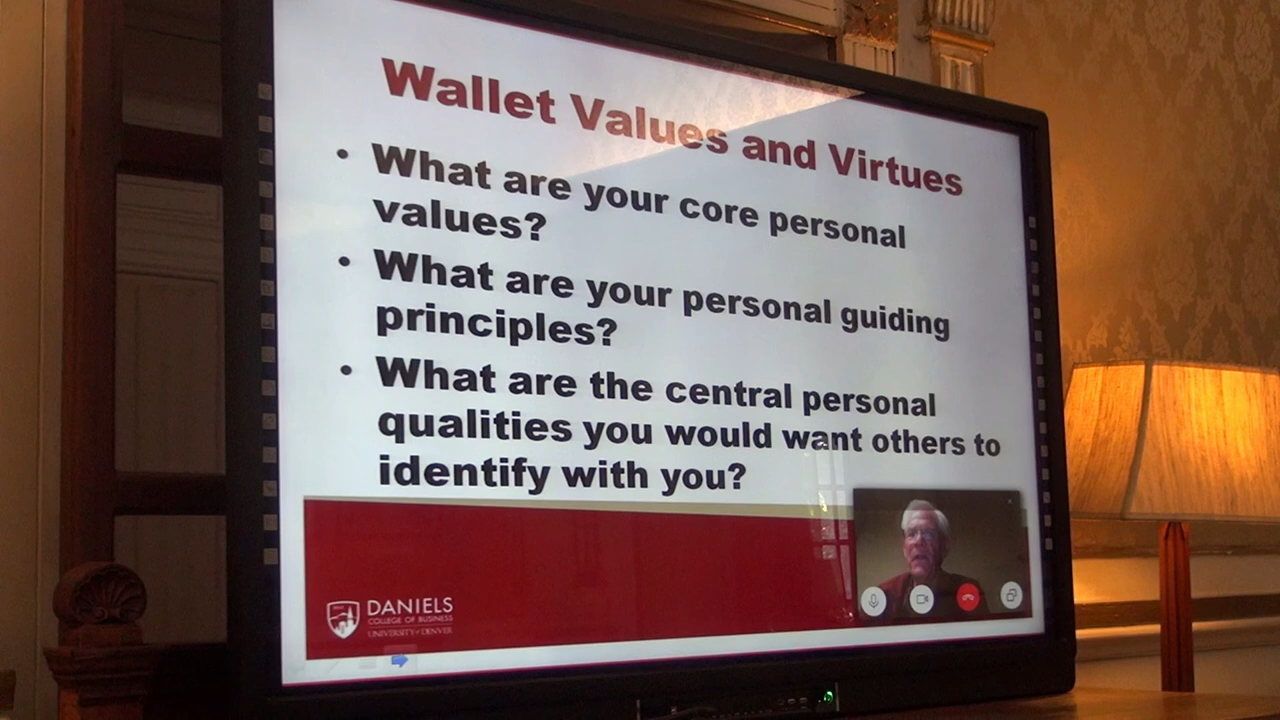 Wallet Values and Virtues
• What are your core personal
values?
• What are your personal guiding
principles?
• What are the central personal
qualities you would want others to
identify with you?
DANIELS
COLLEGE OF BUSINESS
UNIVERSITY of DENVER